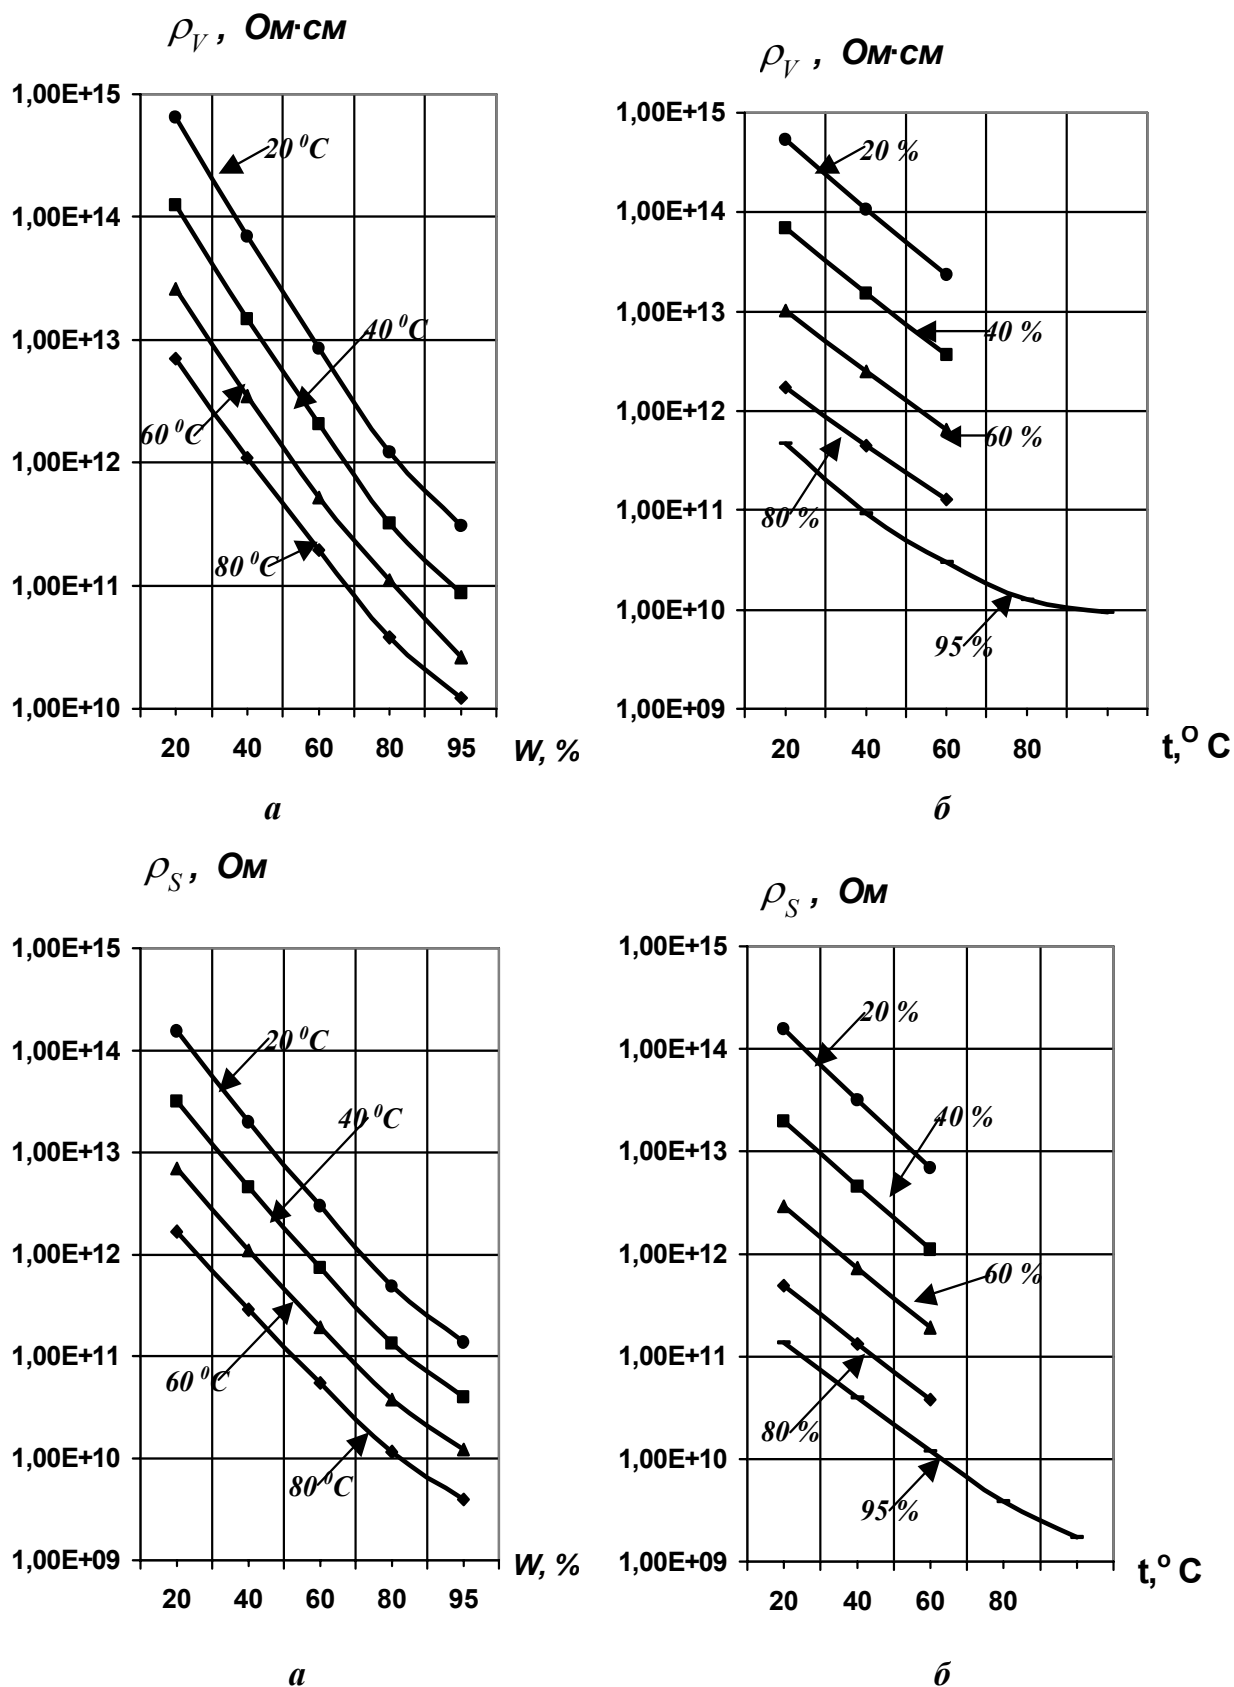 ρV , Ом·см
1,00E+15
1,00E+14
1,00E+13
1,00E+12
1,00E+11
1,00E+10
20 ⁰C
40 ⁰C
60 ⁰C
80 ⁰C
20 40 60 80 95 W, %
а
ρV , Ом·см
1,00E+15
1,00E+14
1,00E+13
1,00E+12
1,00E+11
1,00E+10
1,00E+09
20 %
40 %
60 %
80 %
95 %
20 40 60 80 t,О С
б
ρS , Ом
1,00E+15
1,00E+14
1,00E+13
1,00E+12
1,00E+11
1,00E+10
1,00E+09
20 ⁰C
40 ⁰C
60 ⁰C
80 ⁰C
20 40 60 80 95 W, %
а
ρS , Ом
1,00E+15
1,00E+14
1,00E+13
1,00E+12
1,00E+11
1,00E+10
1,00E+09
20 %
40 %
60 %
80 %
95 %
20 40 60 80 t,о С
б